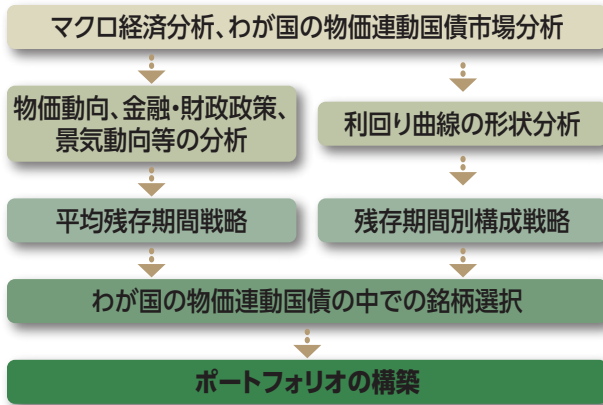 マクロ経済分析、わが国の物価連動国債市場分析
物価動向、金融・財政政策、
景気動向等の分析
利回り曲線の形状分析
平均残存期間戦略
残存期間別構成戦略
わが国の物価連動国債の中での銘柄選択
ポートフォリオの構築